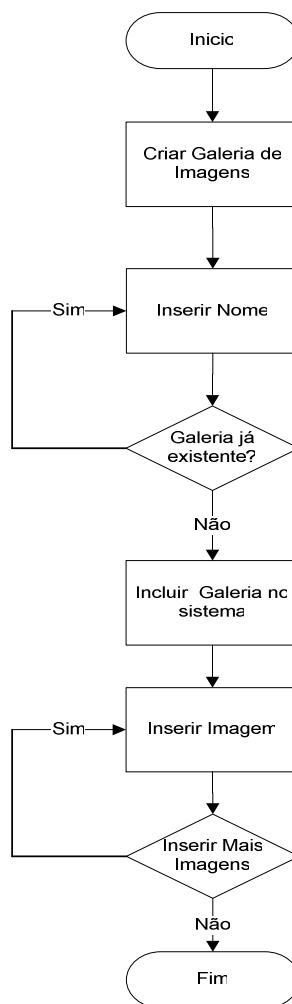 Inicio
Criar Galeria de
Imagens
Sim
Inserir Nome
Galeria já
existente?
Não
Incluir Galeria no
sistema
Sim
Inserir Imagem
Inserir Mais
Imagens
Não
Fim